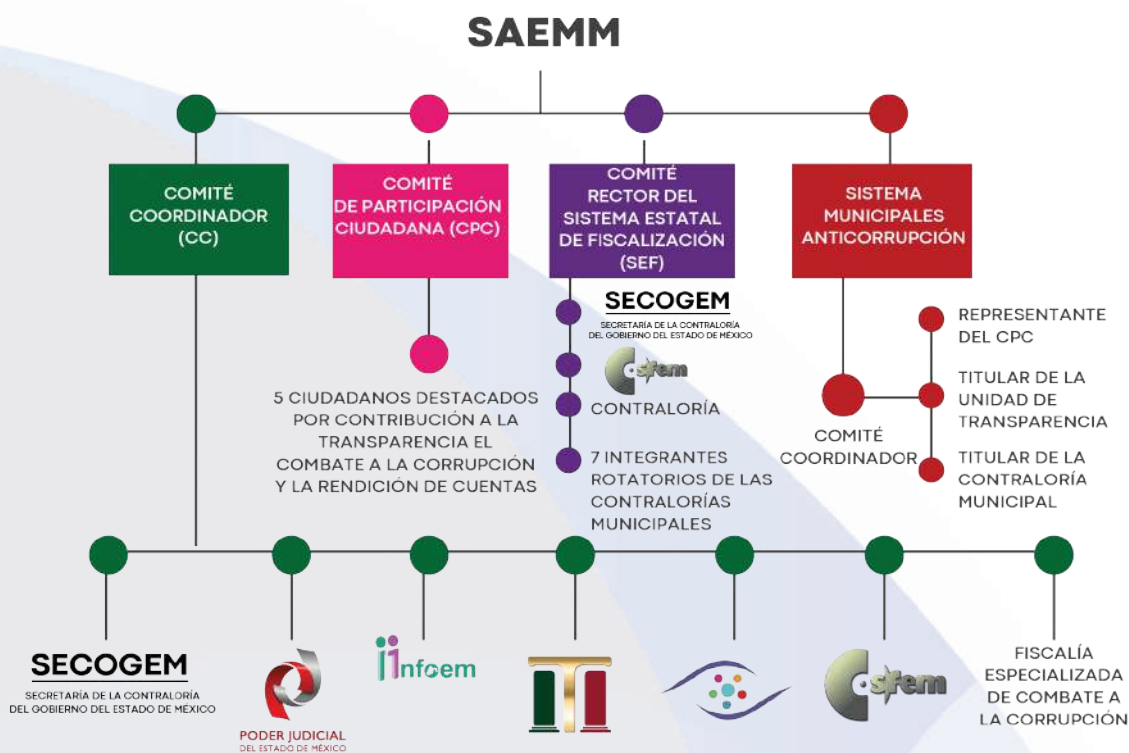 SAEMM
COMITÉ
COORDINADOR
(CC)
COMITÉ
DE PARTICIPACIÓN
CIUDADANA (CPC)
COMITÉ
RECTOR DEL
SISTEMA ESTATAL
DE FISCALIZACIÓN
(SEF)
SISTEMA
MUNICIPALES
ANTICORRUPCIÓN
5 CIUDADANOS DESTACADOS
POR CONTRIBUCIÓN A LA
TRANSPARENCIA EL
COMBATE A LA CORRUPCIÓN
Y LA RENDICIÓN DE CUENTAS
SECOGEM
SECRETARÍA DE LA CONTRALORÍA
DEL GOBIERNO DEL ESTADO DE MÉXICO
Osfem
CONTRALORÍA
7 INTEGRANTES
ROTATORIOS DE LAS
CONTRALORÍAS
MUNICIPALES
COMITÉ
COORDINADOR
REPRESENTANTE
DEL CPC
TITULAR DE LA
UNIDAD DE
TRANSPARENCIA
TITULAR DE LA
CONTRALORÍA
MUNICIPAL
SECOGEM
SECRETARÍA DE LA CONTRALORÍA
DEL GOBIERNO DEL ESTADO DE MÉXICO
PODER JUDICIAL
DEL ESTADO DE MÉXICO
infoem
Osfem
FISCALÍA
ESPECIALIZADA
DE COMBATE A
LA CORRUPCIÓN